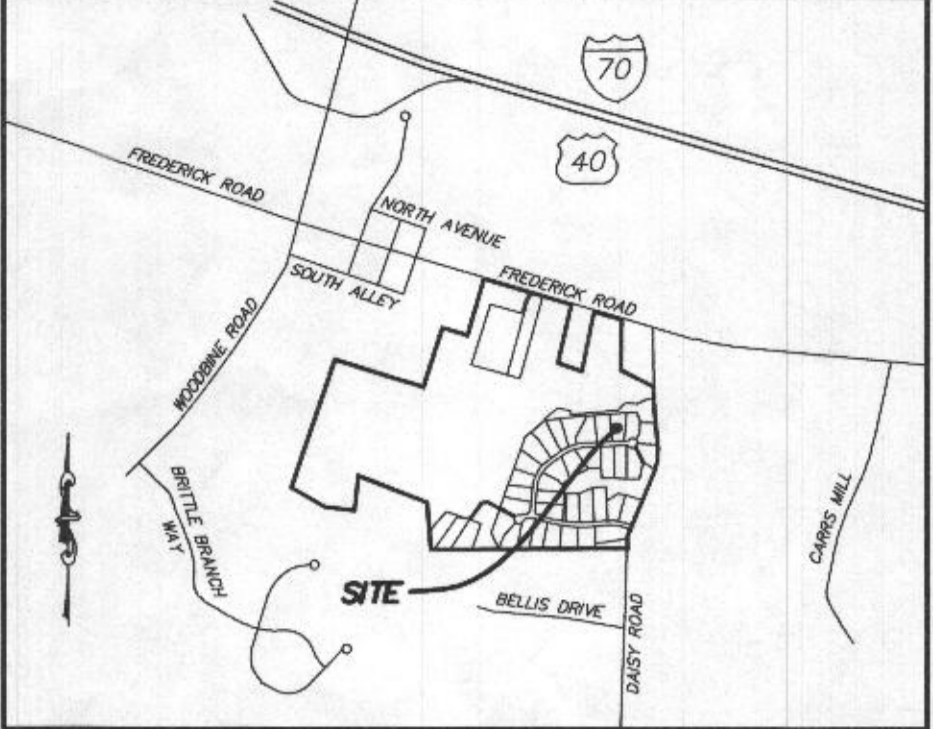 70
40
FREDERICK ROAD
NORTH AVENUE
SOUTH ALLEY
FREDERICK ROAD
WOODBINE ROAD
BRITTLE BRANCH
WAY
CARRS MILL
SITE
BELLIS DRIVE
DAISY ROAD